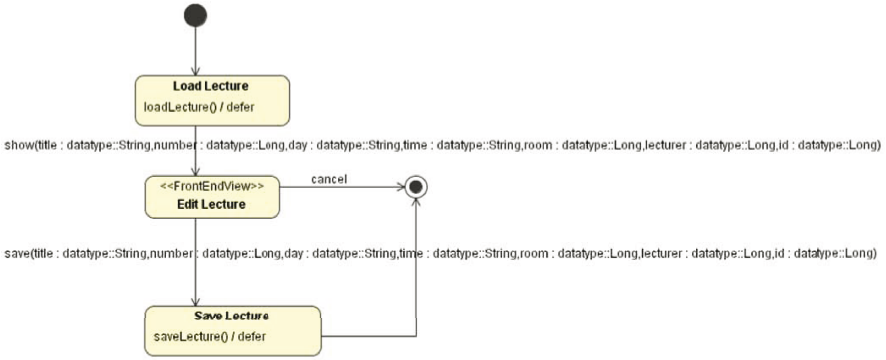 Load Lecture
loadLecture() / defer
show(title : datatype::String,number : datatype::Long,day : datatype::String,time : datatype::String,room : datatype::Long,lecturer : datatype::Long,id : datatype::Long)
<<FrontEndView>>
Edit Lecture
cancel
save(title : datatype::String,number : datatype::Long,day : datatype::String,time : datatype::String,room : datatype::Long,lecturer : datatype::Long,id : datatype::Long)
Save Lecture
saveLecture() / defer